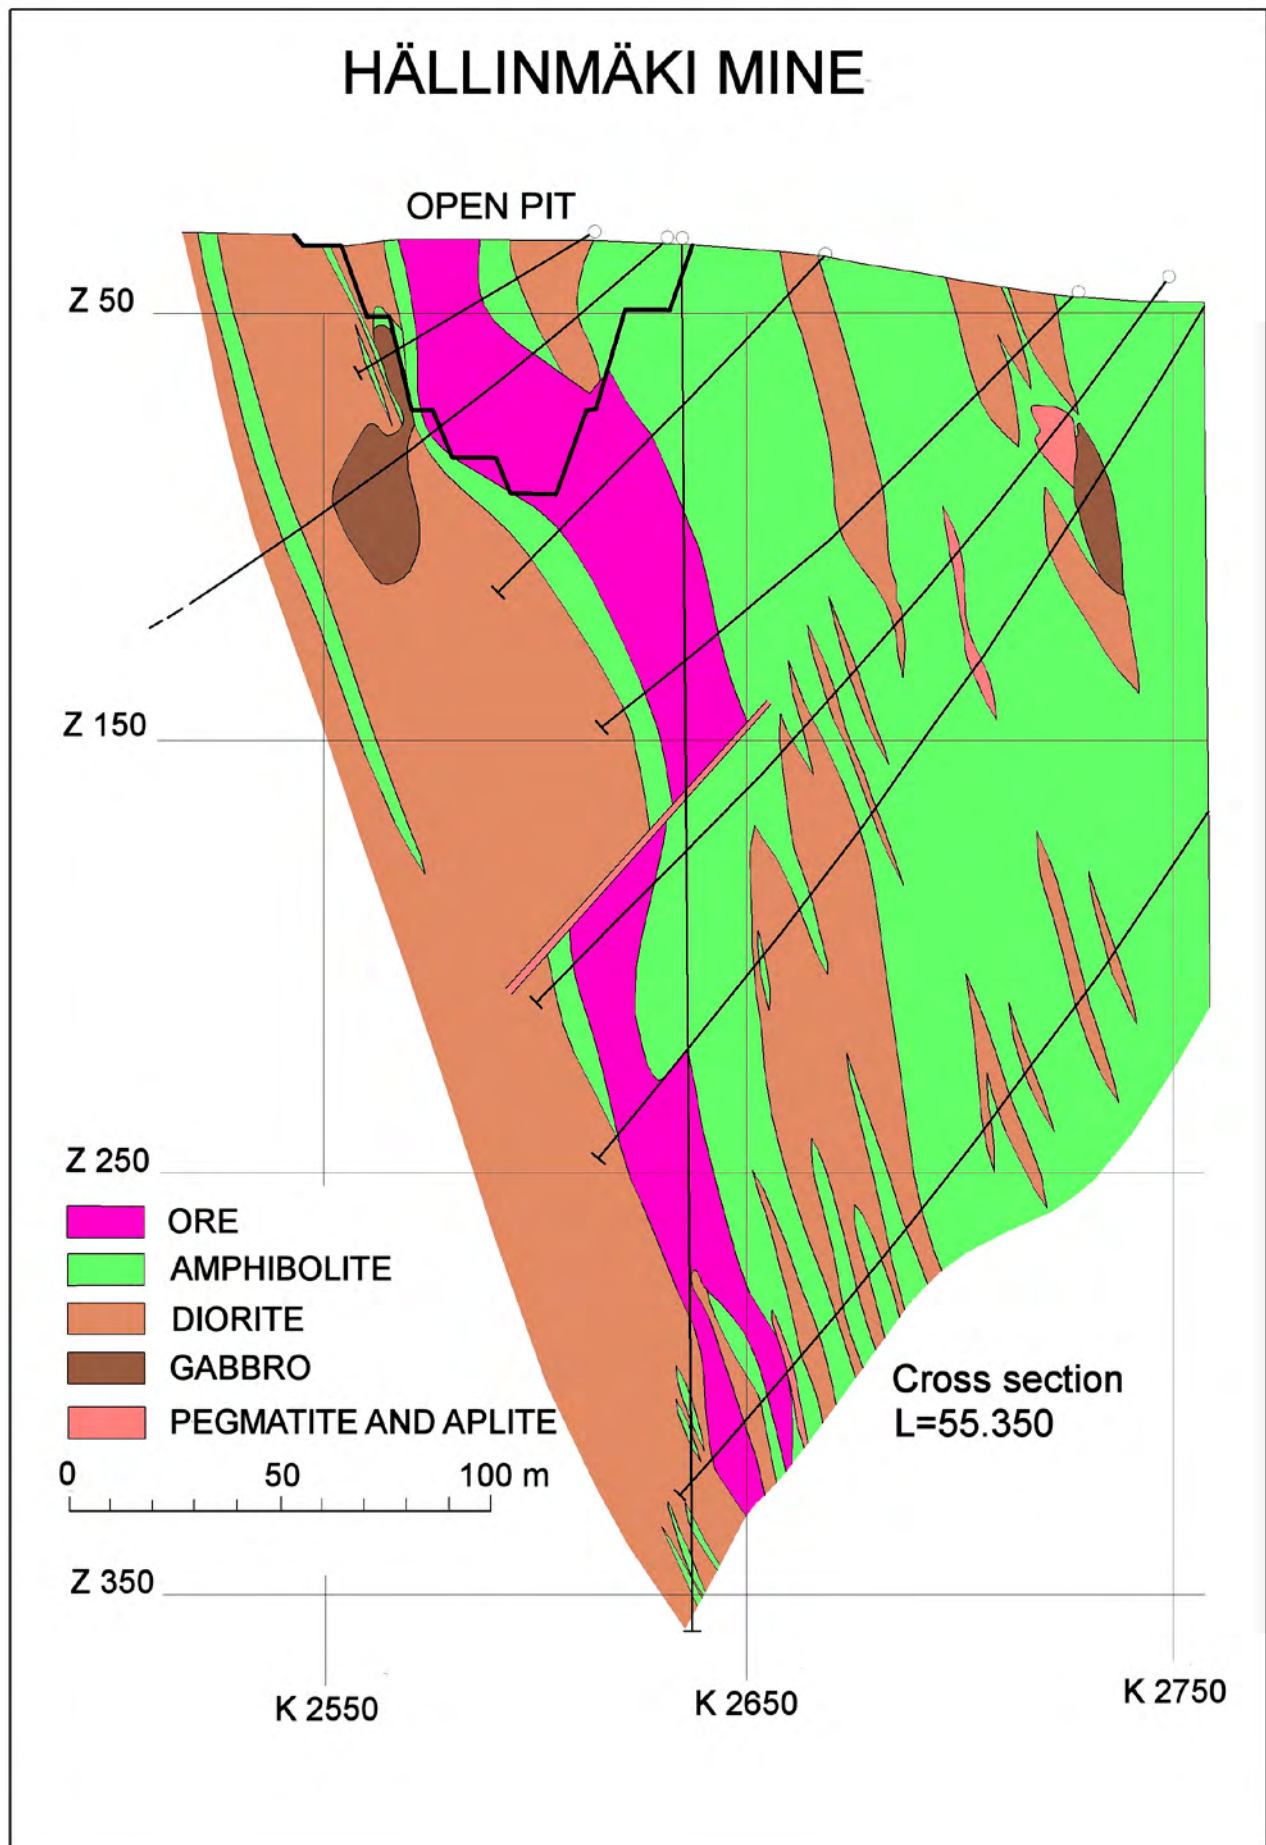 HÄLLINMÄKI MINE
OPEN PIT
Z 50
Z 150
Z 250
ORE
AMPHIBOLITE
DIORITE
GABBRO
PEGMATITE AND APLITE
0 50 100 m
Cross section
L=55.350
Z 350
K 2550
K 2650
K 2750